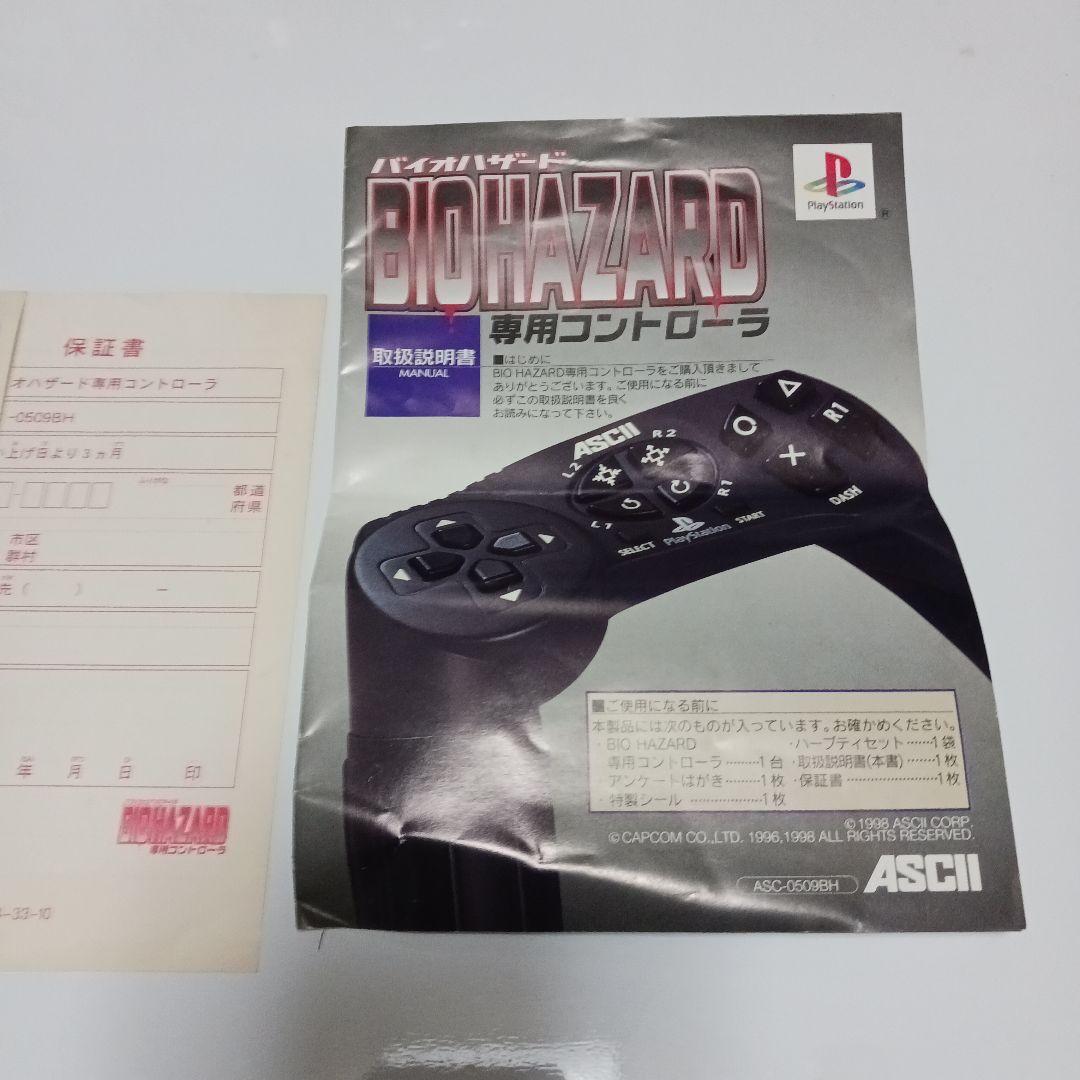 保証書
オハザード専用コントローラ
-0509BH
上げ日より3ヵ月
都道
府県
市区
群村
先(　　)　－
年　月　日　印
BIOHAZARD
専用コントローラ
-33-10
バイオハザード
BIOHAZARD
専用コントローラ
PlayStation
®
取扱説明書
MANUAL
■はじめに
BIO HAZARD専用コントローラをご購入頂きまして
ありがとうございます。ご使用になる前に
必ずこの取扱説明書を良く
お読みになって下さい。
ASCII
L2
R2
L1
R1
SELECT
PlayStation
START
R1
DASH
■ご使用になる前に
本製品には次のものが入っています。お確かめください。
・BIO HAZARD ・ハーブティセット……1袋
専用コントローラ………1台 ・取扱説明書(本書)……1枚
・アンケートはがき……1枚 ・保証書……………………1枚
・特製シール ………………1枚
© 1998 ASCII CORP.
© CAPCOM CO.,LTD. 1996,1998 ALL RIGHTS RESERVED.
ASC-0509BH
ASCII